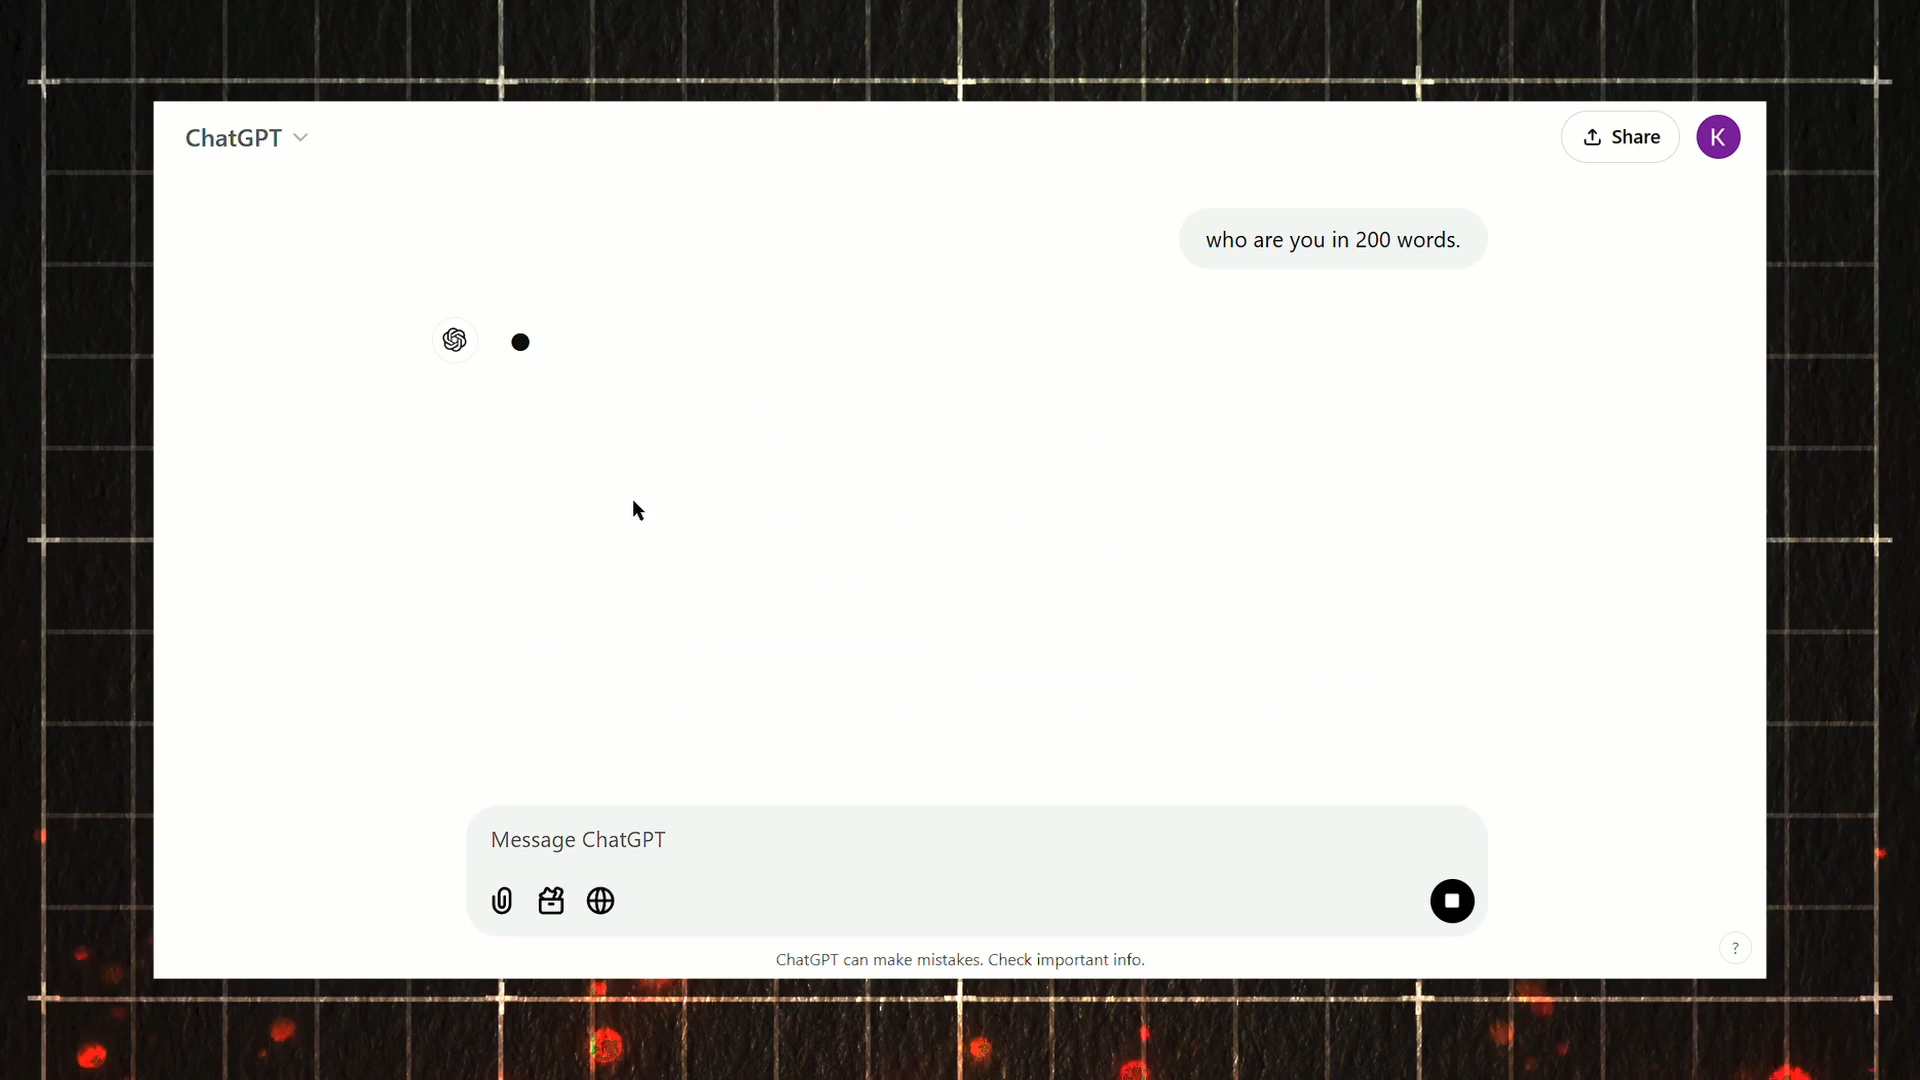 ChatGPT
Share
K
who are you in 200 words.
Message ChatGPT
?
ChatGPT can make mistakes. Check important info.